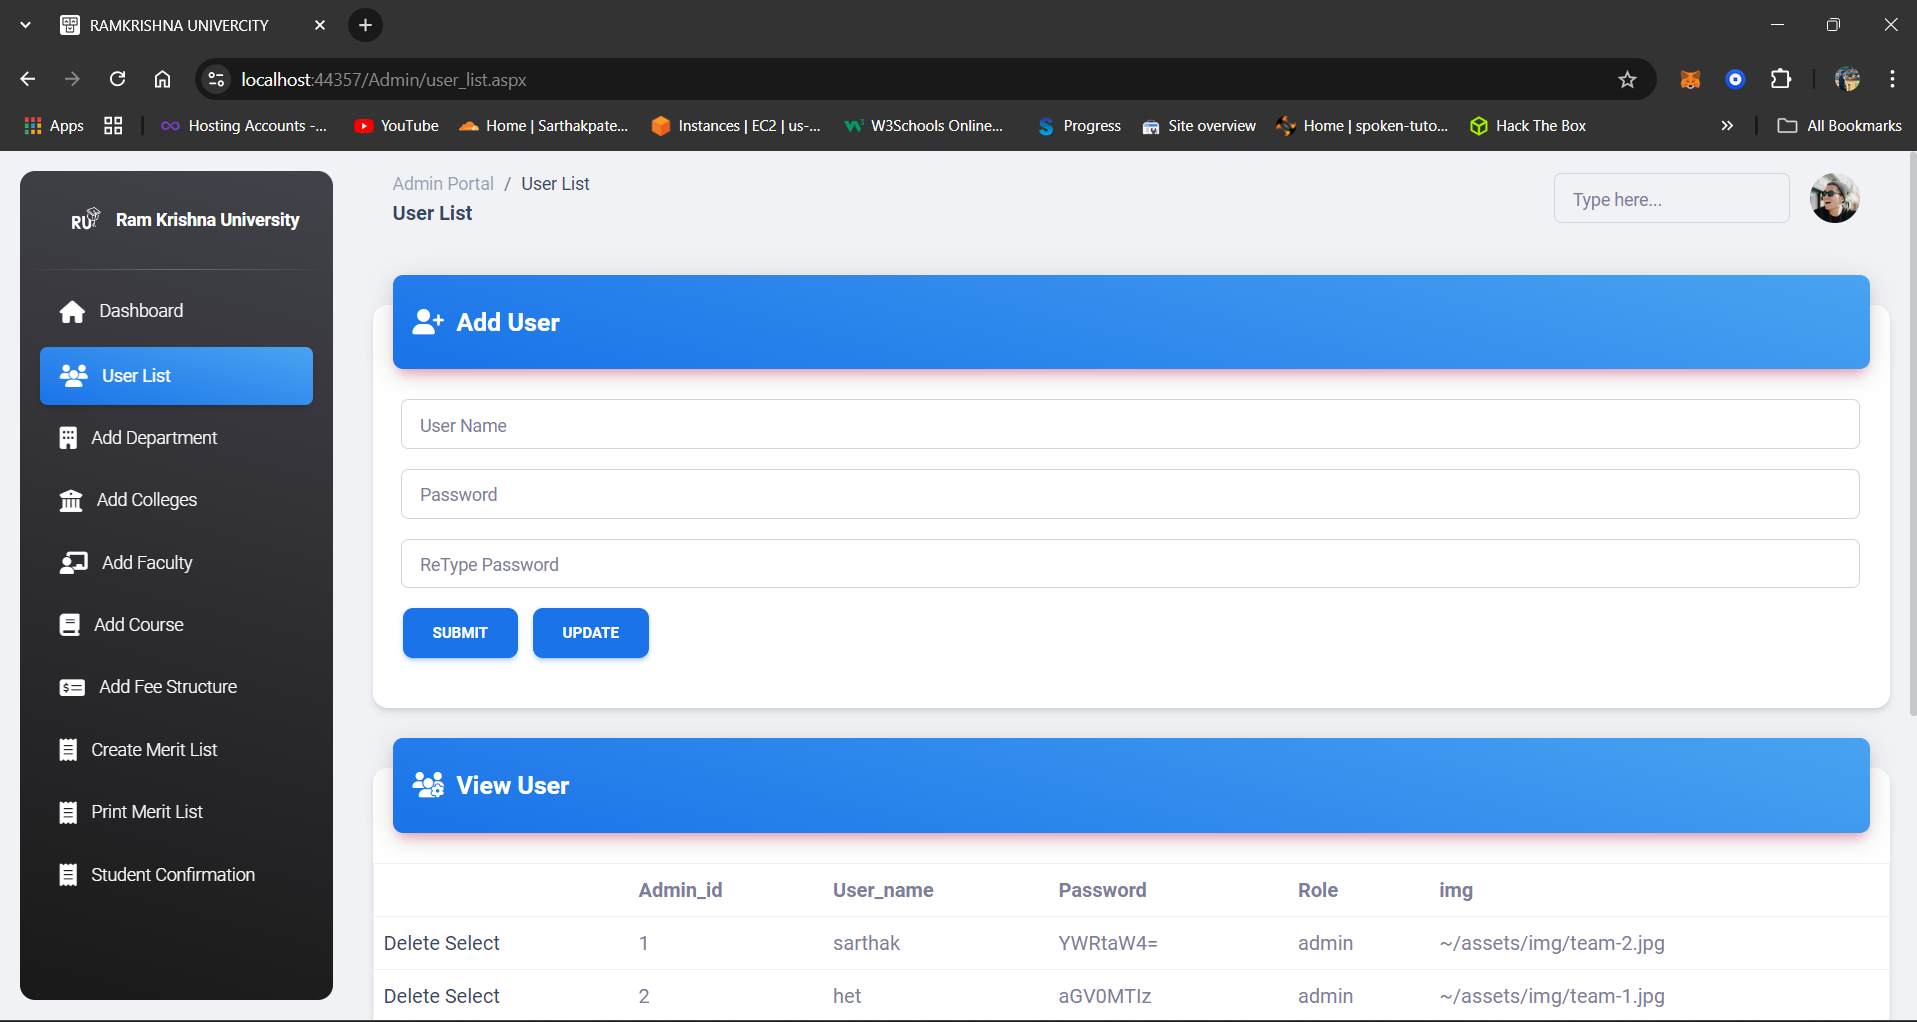 RAMKRISHNA UNIVERCITY
localhost:44357/Admin/user_list.aspx
Apps
Hosting Accounts -...
YouTube
Home | Sarthakpate...
Instances | EC2 | us-...
W3Schools Online...
Progress
Site overview
Home | spoken-tuto...
Hack The Box
All Bookmarks
RU
Ram Krishna University
Dashboard
User List
Add Department
Add Colleges
Add Faculty
Add Course
Add Fee Structure
Create Merit List
Print Merit List
Student Confirmation
Admin Portal / User List
User List
Type here...
Add User
User Name
Password
ReType Password
SUBMIT UPDATE
View User
Admin_id User_name Password Role img
Delete Select 1 sarthak YWRtaW4= admin ~/assets/img/team-2.jpg
Delete Select 2 het aGV0MTIz admin ~/assets/img/team-1.jpg